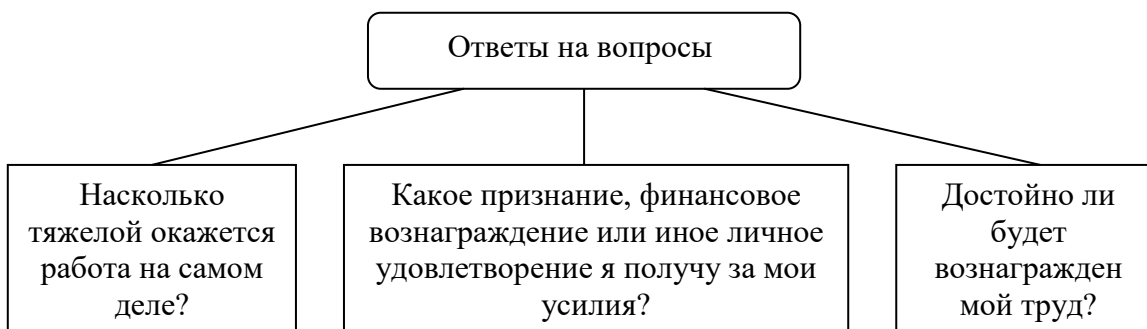 Ответы на вопросы
Насколько
тяжелой окажется
работа на самом
деле?
Какое признание, финансовое
вознаграждение или иное личное
удовлетворение я получу за мои
усилия?
Достойно ли
будет
вознагражден
мой труд?